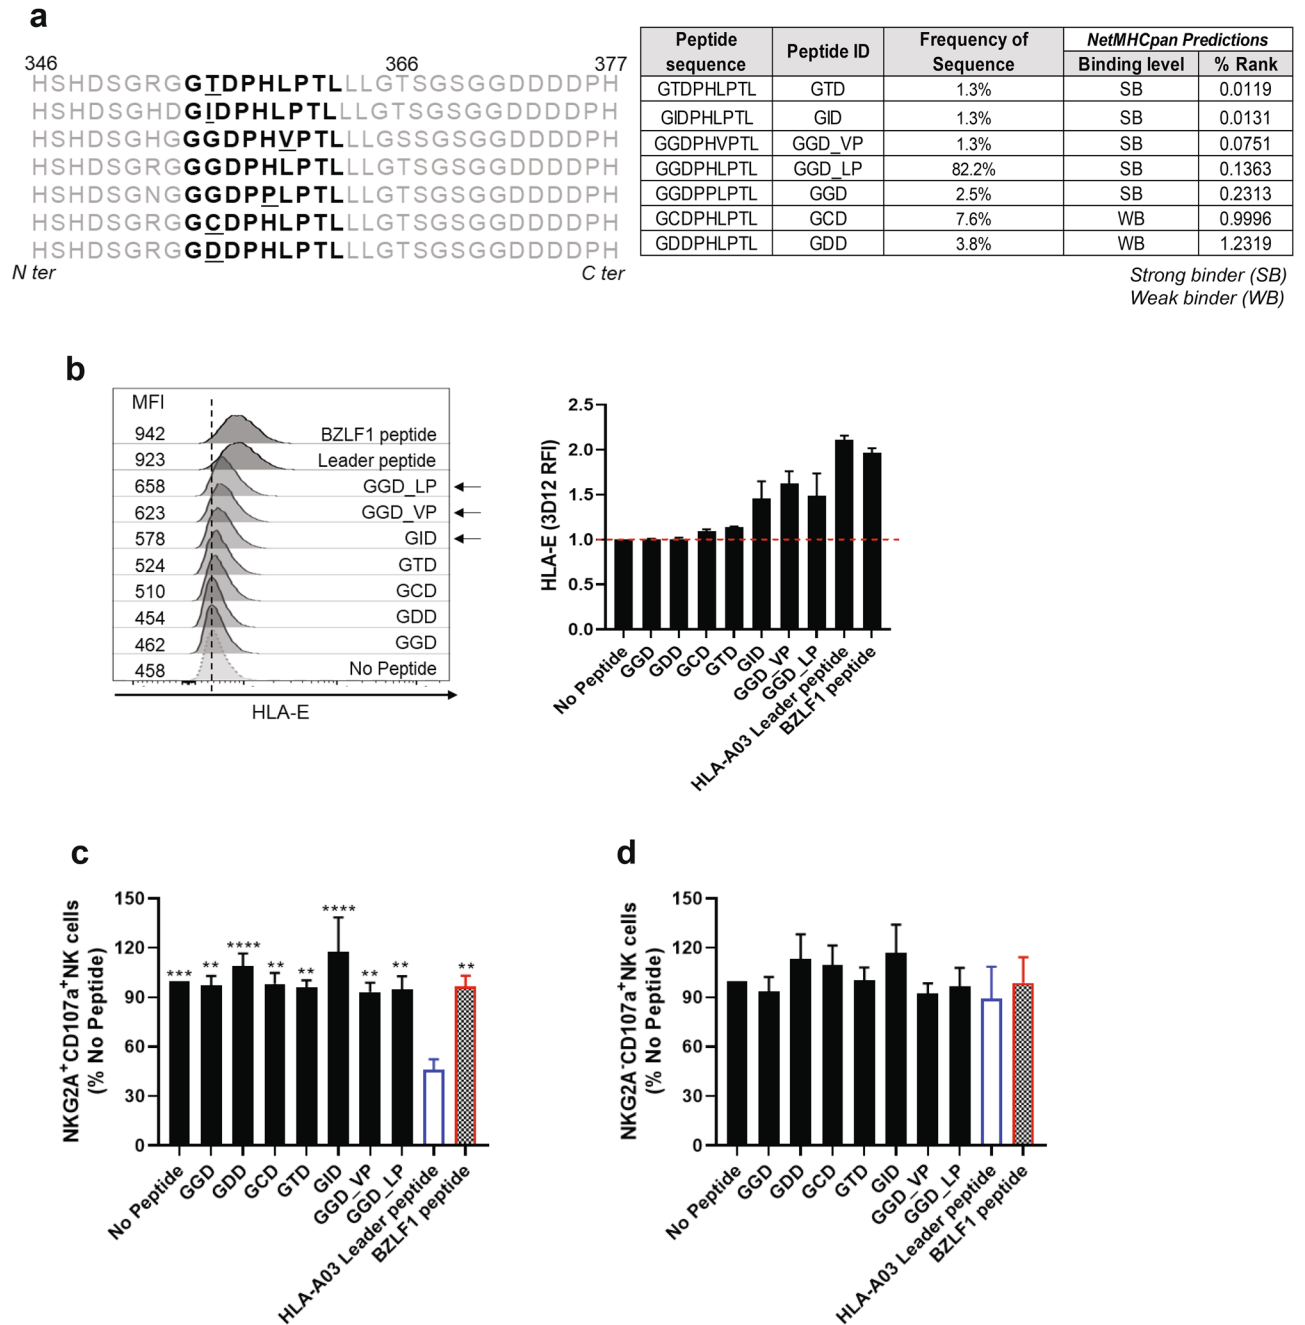 a
346 366 377
HSHDSGRGGTDPHLPTLLLGTSGSGSGDDDDPH
HSHDSGRGGIDPHLPTLLLGTSGSGSGDDDDPH
HSHDSGHGGGDPHVPTLLLGSSGSGSGDDDDPH
HSHDSGRGGGDPHLPTLLLGTSGSGSGDDDDPH
HSHDSGNGGGDPPLPTLLLGTSGSGSGDDDDPH
HSHDSGRGGCDPHLPTLLLGTSGSGSGDDDDPH
HSHDSGRGGDDPHLPTLLLGTSGSGSGDDDDPH
N ter C ter
Peptide sequence Peptide ID Frequency of Sequence NetMHCpan Predictions
Binding level % Rank
GTDPHLPTL GTD 1.3% SB 0.0119
GIDPHLPTL GID 1.3% SB 0.0131
GGDPHVPTL GGD_VP 1.3% SB 0.0751
GGDPHLPTL GGD_LP 82.2% SB 0.1363
GGDPPLPTL GGD 2.5% SB 0.2313
GCDPHLPTL GCD 7.6% WB 0.9996
GDDPHLPTL GDD 3.8% WB 1.2319
Strong binder (SB)
Weak binder (WB)
b
MFI
942 BZLF1 peptide
923 Leader peptide
658 GGD_LP
623 GGD_VP
578 GID
524 GTD
510 GCD
454 GDD
462 GGD
458 No Peptide
HLA-E
HLA-E (3D12 RFI)
2.5
2.0
1.5
1.0
0.5
0.0
No Peptide
GGD
GDD
GCD
GTD
GID
GGD_VP
GGD_LP
HLA-A03 Leader peptide
BZLF1 peptide
c
NKG2A+CD107a+NK cells
(% No Peptide)
150
120
90
60
30
0
*** ** **** ** ** **** ** ** **
No Peptide
GGD
GDD
GCD
GTD
GID
GGD_VP
GGD_LP
HLA-A03 Leader peptide
BZLF1 peptide
d
NKG2A-CD107a+NK cells
(% No Peptide)
150
120
90
60
30
0
No Peptide
GGD
GDD
GCD
GTD
GID
GGD_VP
GGD_LP
HLA-A03 Leader peptide
BZLF1 peptide